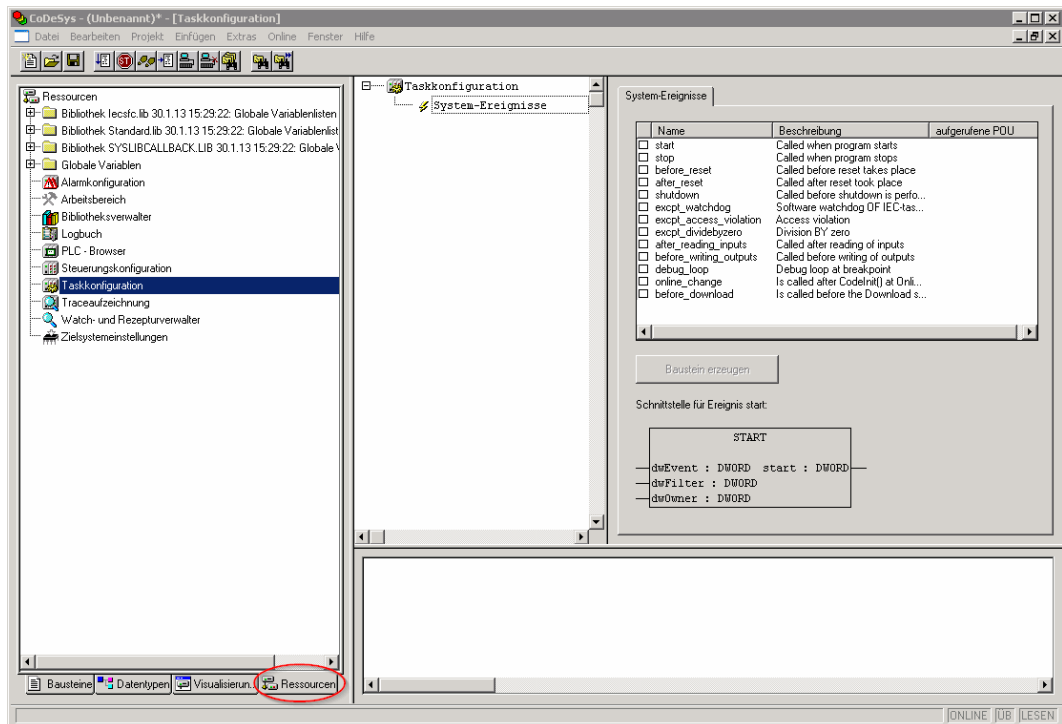 CoDeSys - (Unbenannt)* - [Taskkonfiguration]
Datei Bearbeiten Projekt Einfügen Extras Online Fenster Hilfe
Ressourcen
Bibliothek Iecsfc.lib 30.1.13 15:29:22: Globale Variablenlisten
Bibliothek Standard.lib 30.1.13 15:29:22: Globale Variablenlist
Bibliothek SYSLIBCALLBACK.LIB 30.1.13 15:29:22: Globale V
Globale Variablen
Alarmkonfiguration
Arbeitsbereich
Bibliotheksverwalter
Logbuch
PLC - Browser
Steuerungskonfiguration
Taskkonfiguration
Traceaufzeichnung
Watch- und Rezepturverwalter
Zielsystemeinstellungen
Bausteine Datentypen Visualisierun... Ressourcen
Taskkonfiguration
System-Ereignisse
System-Ereignisse
Name Beschreibung aufgerufene POU
start Called when program starts
stop Called when program stops
before_reset Called before reset takes place
after_reset Called after reset took place
shutdown Called before shutdown is perfo...
excpt_watchdog Software watchdog OF IEC-tas...
excpt_access_violation Access violation
excpt_dividebyzero Division BY zero
after_reading_inputs Called after reading of inputs
before_writing_outputs Called before writing of outputs
debug_loop Debug loop at breakpoint
online_change Is called after CodeInit() at Onli...
before_download Is called before the Download s...
Baustein erzeugen
Schnittstelle für Ereignis start:
START
dwEvent : DWORD start : DWORD
dwFilter : DWORD
dwOwner : DWORD
ONLINE ÜB LESEN